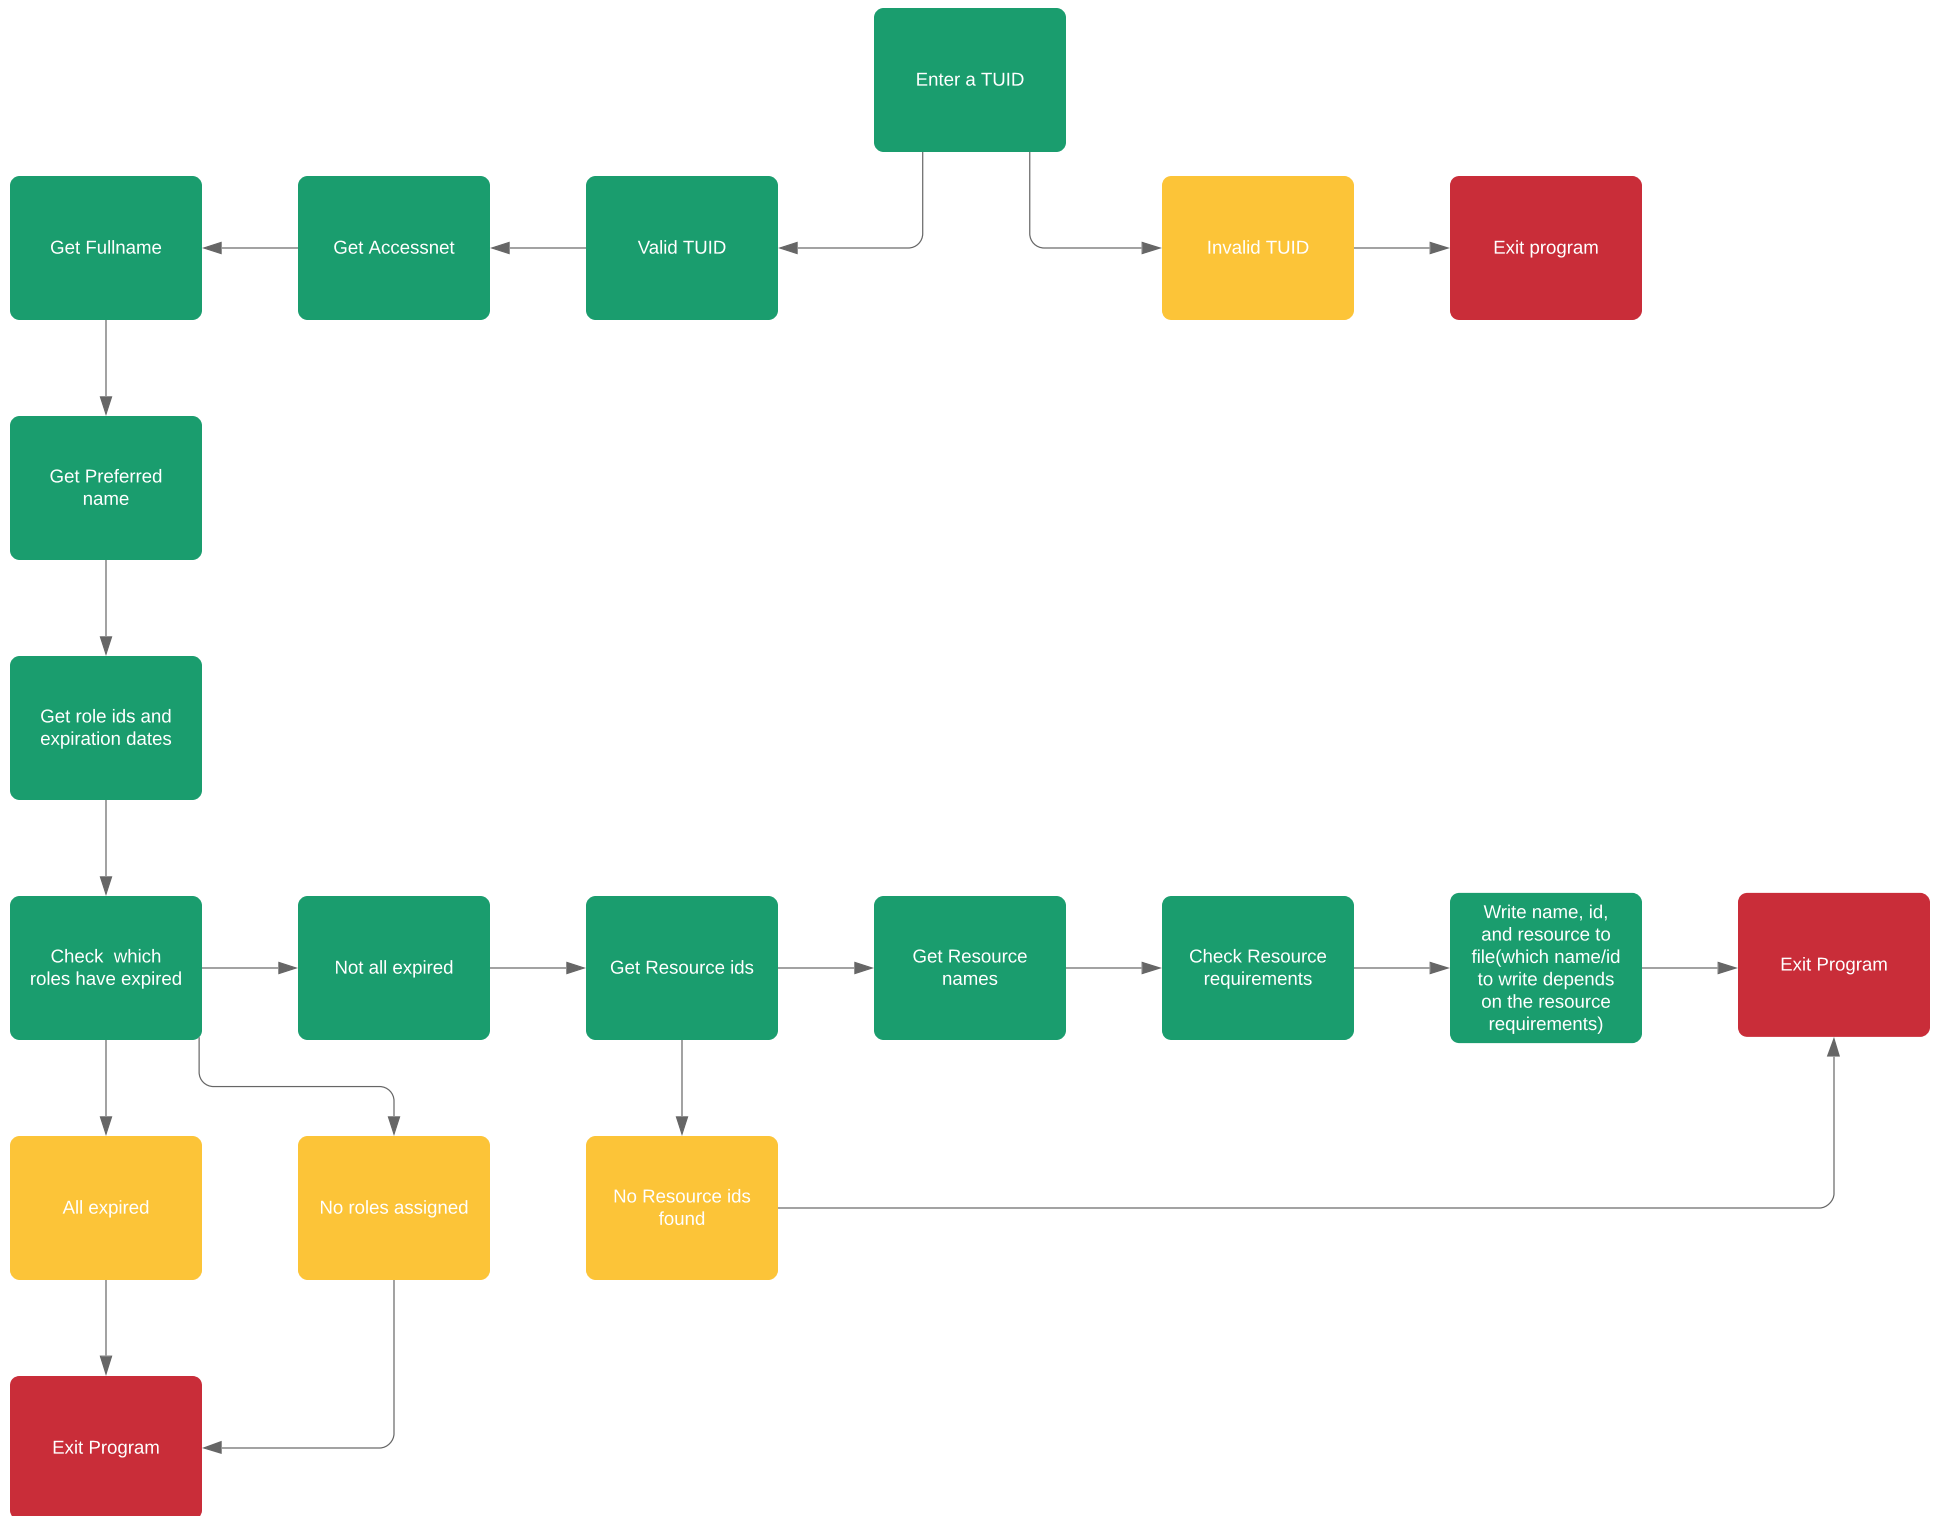 Enter a TUID
Get Fullname
Get Accessnet
Valid TUID
Invalid TUID
Exit program
Get Preferred
name
Get role ids and
expiration dates
Check  which
roles have expired
Not all expired
Get Resource ids
Get Resource
names
Check Resource
requirements
Write name, id,
and resource to
file(which name/id
to write depends
on the resource
requirements)
Exit Program
All expired
No roles assigned
No Resource ids
found
Exit Program